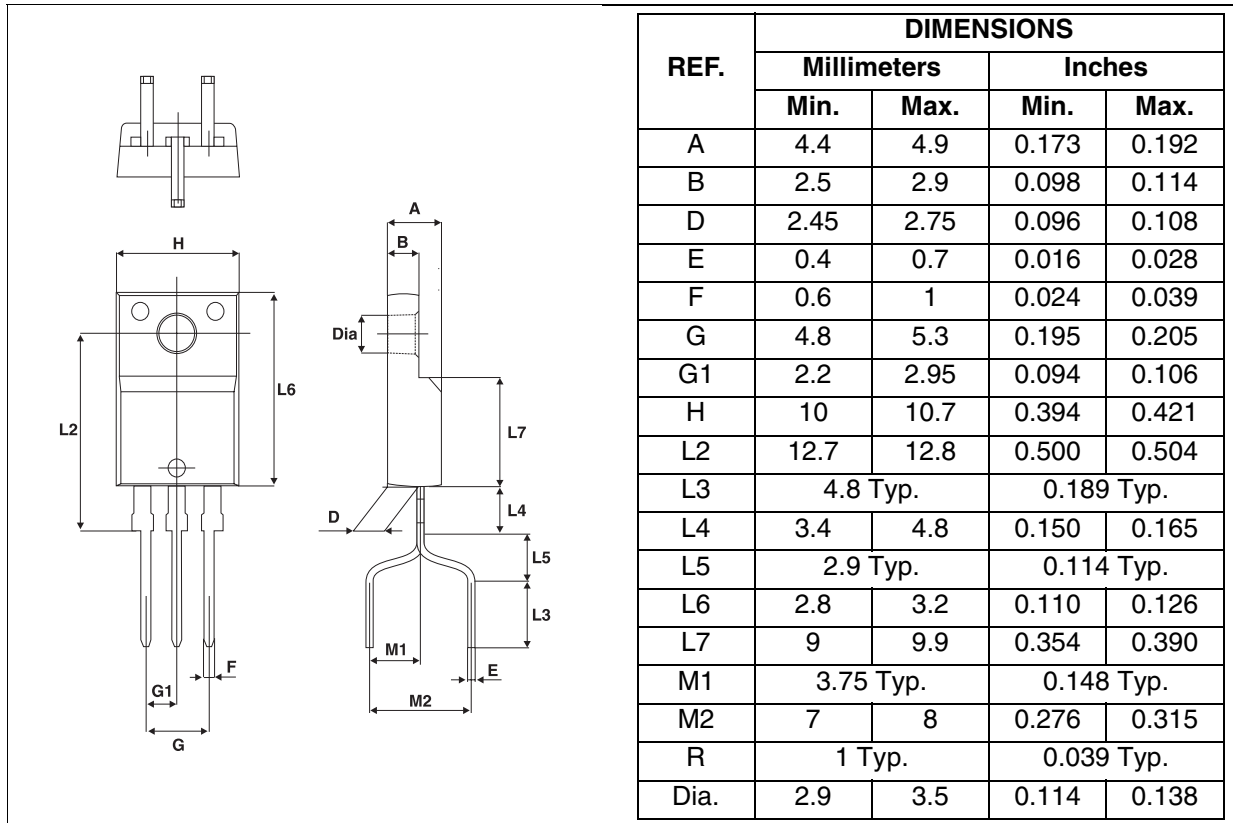 H
L2
L6
F
G1
G
A
B
Dia
L7
D
L4
L5
L3
M1
E
M2
REF. DIMENSIONS
Millimeters Inches
Min. Max. Min. Max.
A 4.4 4.9 0.173 0.192
B 2.5 2.9 0.098 0.114
D 2.45 2.75 0.096 0.108
E 0.4 0.7 0.016 0.028
F 0.6 1 0.024 0.039
G 4.8 5.3 0.195 0.205
G1 2.2 2.95 0.094 0.106
H 10 10.7 0.394 0.421
L2 12.7 12.8 0.500 0.504
L3 4.8 Typ. 0.189 Typ.
L4 3.4 4.8 0.150 0.165
L5 2.9 Typ. 0.114 Typ.
L6 2.8 3.2 0.110 0.126
L7 9 9.9 0.354 0.390
M1 3.75 Typ. 0.148 Typ.
M2 7 8 0.276 0.315
R 1 Typ. 0.039 Typ.
Dia. 2.9 3.5 0.114 0.138